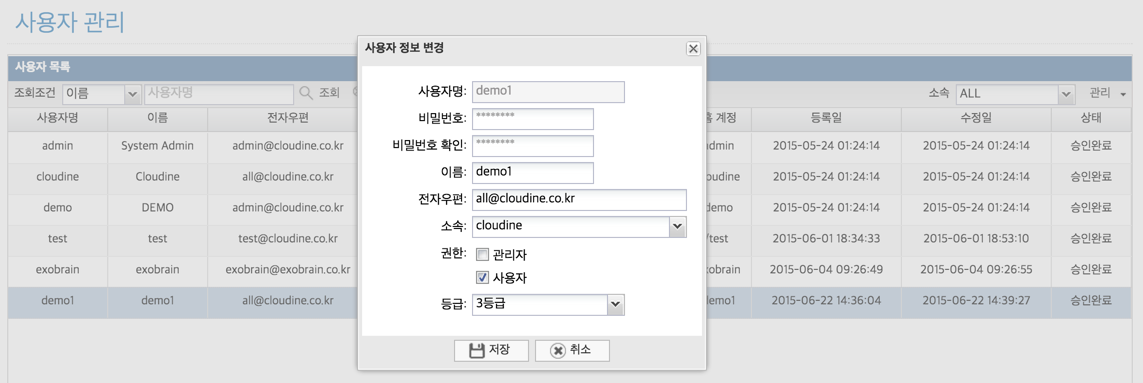 사용자 관리
사용자 목록
조회조건 이름 사용자명 조회 소속 ALL 관리
사용자명 이름 전자우편 홈 계정 등록일 수정일 상태
admin System Admin admin@cloudine.co.kr admin 2015-05-24 01:24:14 2015-05-24 01:24:14 승인완료
cloudine Cloudine all@cloudine.co.kr cloudine 2015-05-24 01:24:14 2015-05-24 01:24:14 승인완료
demo DEMO admin@cloudine.co.kr demo 2015-05-24 01:24:14 2015-05-24 01:24:14 승인완료
test test test@cloudine.co.kr /test 2015-06-01 18:34:33 2015-06-01 18:53:10 승인완료
exobrain exobrain exobrain@exobrain.co.kr exobrain 2015-06-04 09:26:49 2015-06-04 09:26:55 승인완료
demo1 demo1 all@cloudine.co.kr demo1 2015-06-22 14:36:04 2015-06-22 14:39:27 승인완료
사용자 정보 변경
사용자명: demo1
비밀번호: ********
비밀번호 확인: ********
이름: demo1
전자우편: all@cloudine.co.kr
소속: cloudine
권한: 관리자
사용자
등급: 3등급
저장 취소